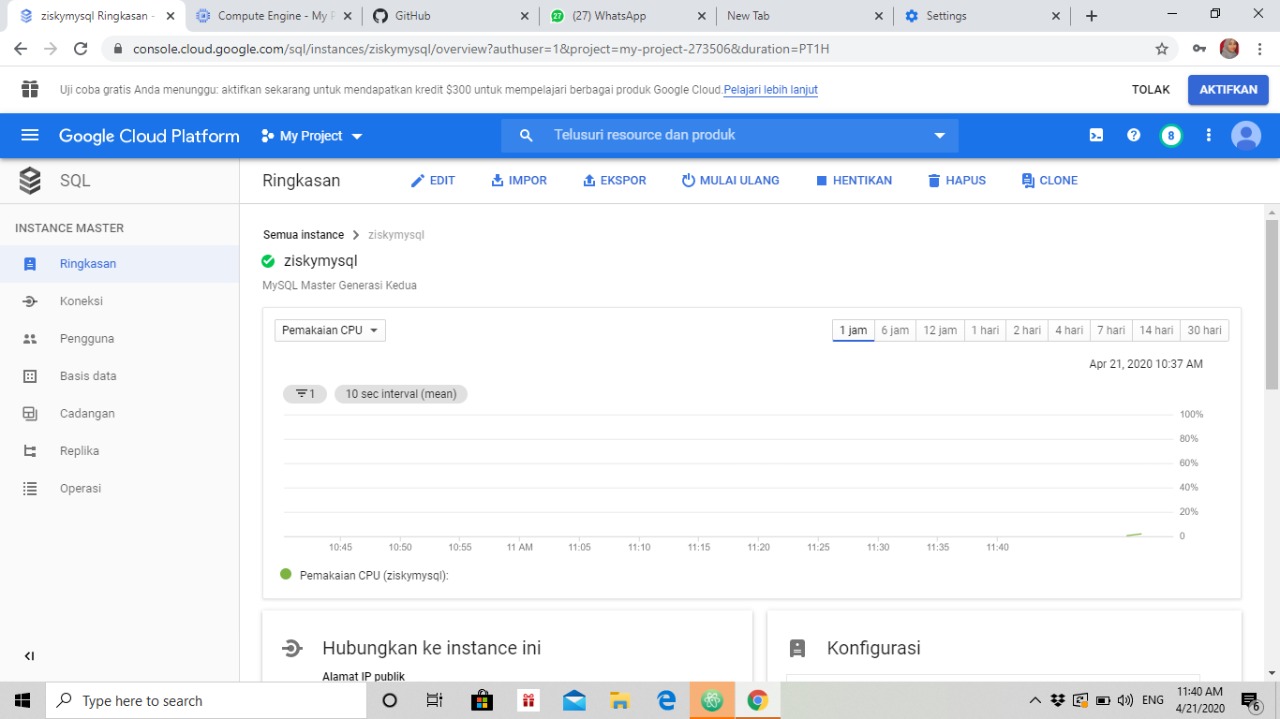 ziskymysql Ringkasan -
Compute Engine - My P
GitHub
27
(27) WhatsApp
New Tab
Settings
console.cloud.google.com/sql/instances/ziskymysql/overview?authuser=1&project=my-project-273506&duration=PT1H
Uji coba gratis Anda menunggu: aktifkan sekarang untuk mendapatkan kredit $300 untuk mempelajari berbagai produk Google Cloud. Pelajari lebih lanjut
TOLAK
AKTIFKAN
Google Cloud Platform
My Project
Telusuri resource dan produk
8
SQL
Ringkasan
EDIT
IMPOR
EKSPOR
MULAI ULANG
HENTIKAN
HAPUS
CLONE
INSTANCE MASTER
Ringkasan
Koneksi
Pengguna
Basis data
Cadangan
Replika
Operasi
Semua instance
ziskymysql
ziskymysql
MySQL Master Generasi Kedua
Pemakaian CPU
1 jam
6 jam
12 jam
1 hari
2 hari
4 hari
7 hari
14 hari
30 hari
Apr 21, 2020 10:37 AM
1
10 sec interval (mean)
100%
80%
60%
40%
20%
0
10:45
10:50
10:55
11 AM
11:05
11:10
11:15
11:20
11:25
11:30
11:35
11:40
Pemakaian CPU (ziskymysql):
Hubungkan ke instance ini
Alamat IP publik
Konfigurasi
Type here to search
ENG
11:40 AM
4/21/2020
6